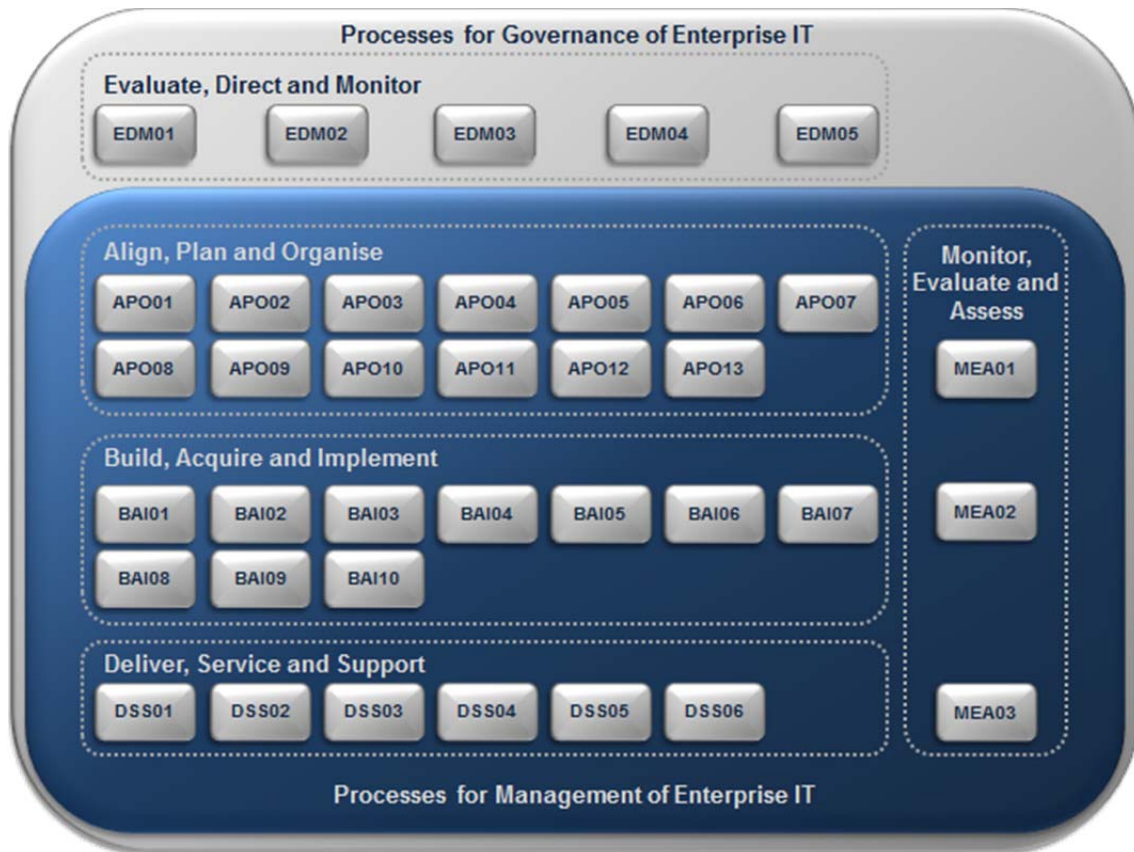 Processes for Governance of Enterprise IT
Evaluate, Direct and Monitor
EDM01 EDM02 EDM03 EDM04 EDM05
Align, Plan and Organise
APO01 APO02 APO03 APO04 APO05 APO06 APO07
APO08 APO09 APO10 APO11 APO12 APO13
Build, Acquire and Implement
BAI01 BAI02 BAI03 BAI04 BAI05 BAI06 BAI07
BAI08 BAI09 BAI10
Deliver, Service and Support
DSS01 DSS02 DSS03 DSS04 DSS05 DSS06
Monitor,
Evaluate and
Assess
MEA01
MEA02
MEA03
Processes for Management of Enterprise IT